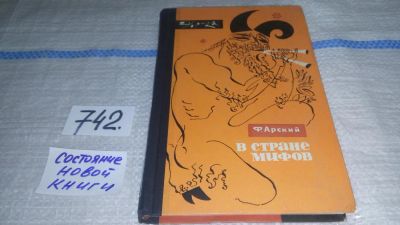 742.
СОСТОЯНИЕ
НОВОЙ
КНИГИ
Ф. Арский
В СТРАНЕ
МИФОВ